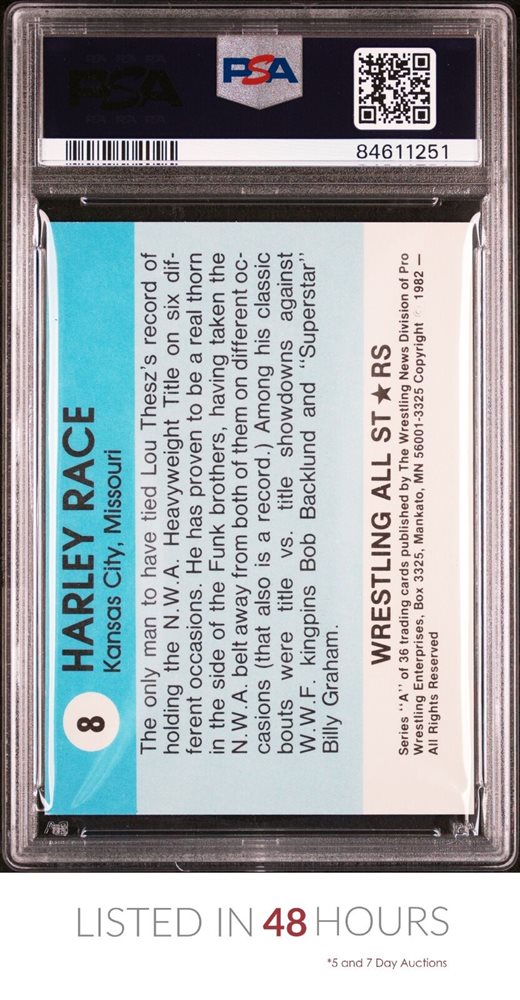 PSA
PSA
84611251
8
HARLEY RACE
Kansas City, Missouri
The only man to have tied Lou Thesz's record of
holding the N.W.A. Heavyweight Title on six dif-
ferent occasions. He has proven to be a real thorn
in the side of the Funk brothers, having taken the
N.W.A. belt away from both of them on different oc-
casions (that also is a record.) Among his classic
bouts were title vs. title showdowns against
W.W.F. kingpins Bob Backlund and "Superstar"
Billy Graham.
WRESTLING ALL ST★RS
Series "A" of 36 trading cards published by The Wrestling News Division of Pro
Wrestling Enterprises, Box 3325, Mankato, MN 56001-3325 Copyright © 1982 —
All Rights Reserved
LISTED IN 48 HOURS
*5 and 7 Day Auctions